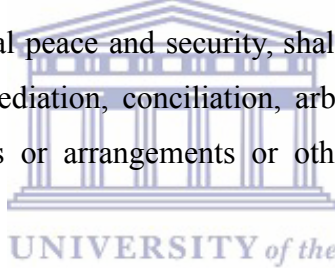 al peace and security, shal
ediation, conciliation, arb
s or arrangements or oth
UNIVERSITY of the